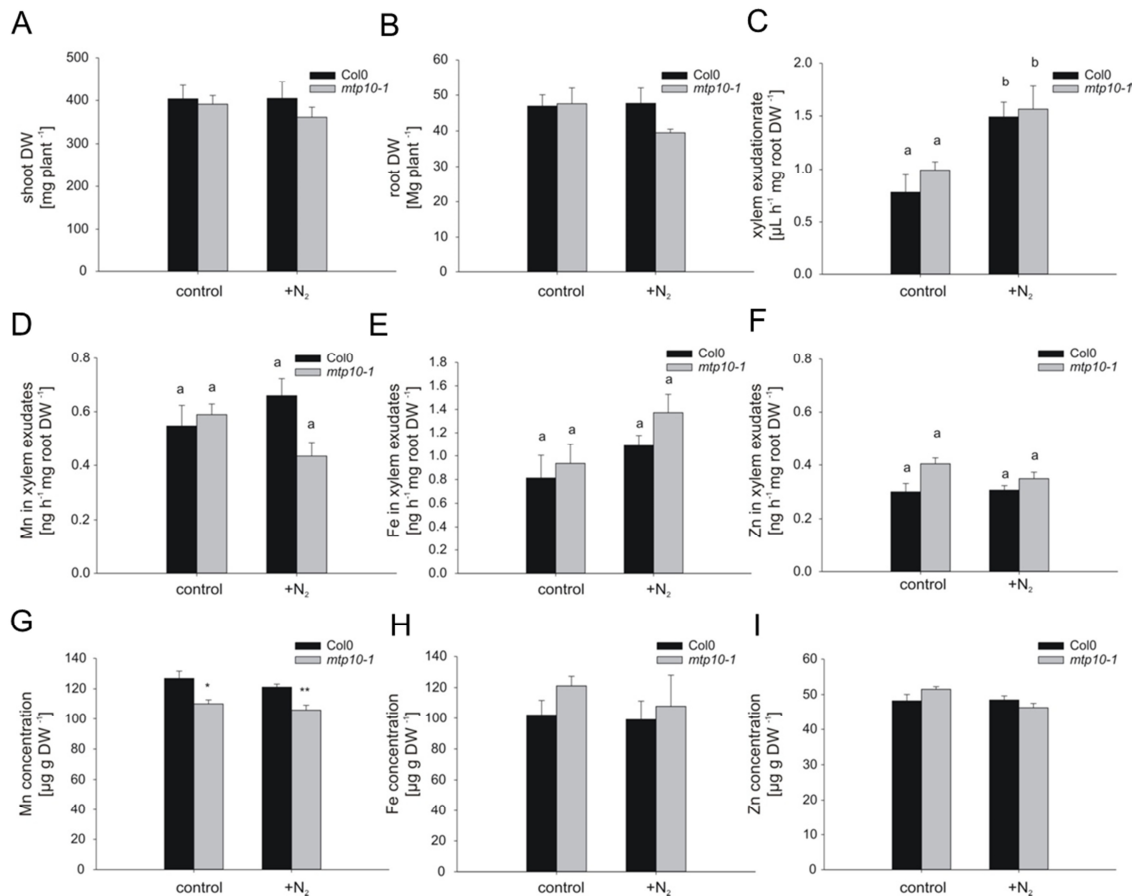 A
shoot DW
[mg plant ⁻¹]
500
400
300
200
100
0
Col0
mtp10-1
control
+N₂
B
root DW
[Mg plant ⁻¹]
60
50
40
30
20
10
0
Col0
mtp10-1
control
+N₂
C
xylem exudationrate
[µL h⁻¹ mg root DW ⁻¹]
2.0
1.5
1.0
0.5
0.0
Col0
mtp10-1
a
a
b
b
control
+N₂
D
Mn in xylem exudates
[ng h⁻¹ mg root DW ⁻¹]
0.8
0.6
0.4
0.2
0.0
Col0
mtp10-1
a
a
a
a
control
+N₂
E
Fe in xylem exudates
[ng h⁻¹ mg root DW ⁻¹]
1.8
1.6
1.4
1.2
1.0
0.8
0.6
0.4
0.2
0.0
Col0
mtp10-1
a
a
a
a
control
+N₂
F
Zn in xylem exudates
[ng h⁻¹ mg root DW ⁻¹]
0.8
0.6
0.4
0.2
0.0
Col0
mtp10-1
a
a
a
a
control
+N₂
G
Mn concentration
[µg g DW ⁻¹]
140
120
100
80
60
40
20
0
Col0
mtp10-1
*
**
control
+N₂
H
Fe concentration
[µg g DW ⁻¹]
140
120
100
80
60
40
20
0
Col0
mtp10-1
control
+N₂
I
Zn concentration
[µg g DW ⁻¹]
60
50
40
30
20
10
0
Col0
mtp10-1
control
+N₂